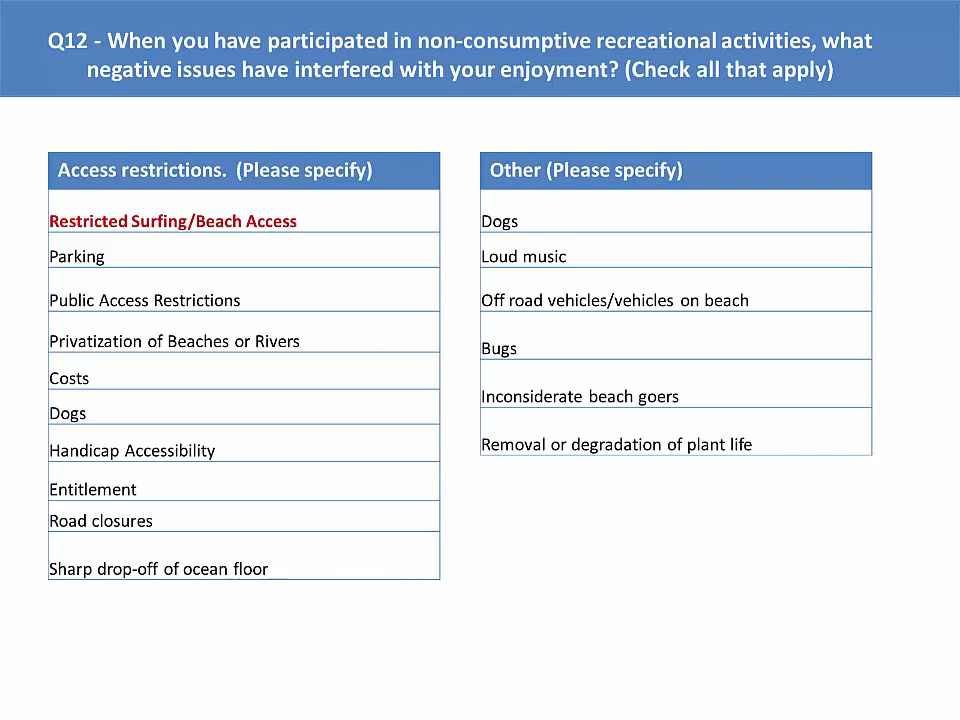 Q12 - When you have participated in non-consumptive recreational activities, what
negative issues have interfered with your enjoyment? (Check all that apply)
Access restrictions. (Please specify)
Restricted Surfing/Beach Access
Parking
Public Access Restrictions
Privatization of Beaches or Rivers
Costs
Dogs
Handicap Accessibility
Entitlement
Road closures
Sharp drop-off of ocean floor
Other (Please specify)
Dogs
Loud music
Off road vehicles/vehicles on beach
Bugs
Inconsiderate beach goers
Removal or degradation of plant life